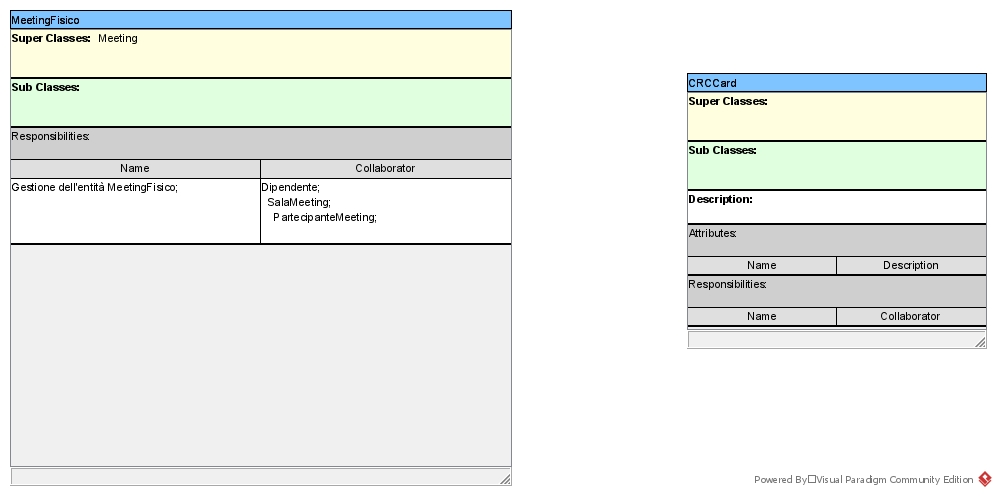 MeetingFisico
Super Classes: Meeting
Sub Classes:
Responsibilities:
Name Collaborator
Gestione dell'entità MeetingFisico; Dipendente;
SalaMeeting;
PartecipanteMeeting;
CRCCard
Super Classes:
Sub Classes:
Description:
Attributes:
Name Description
Responsibilities:
Name Collaborator
Powered By□Visual Paradigm Community Edition